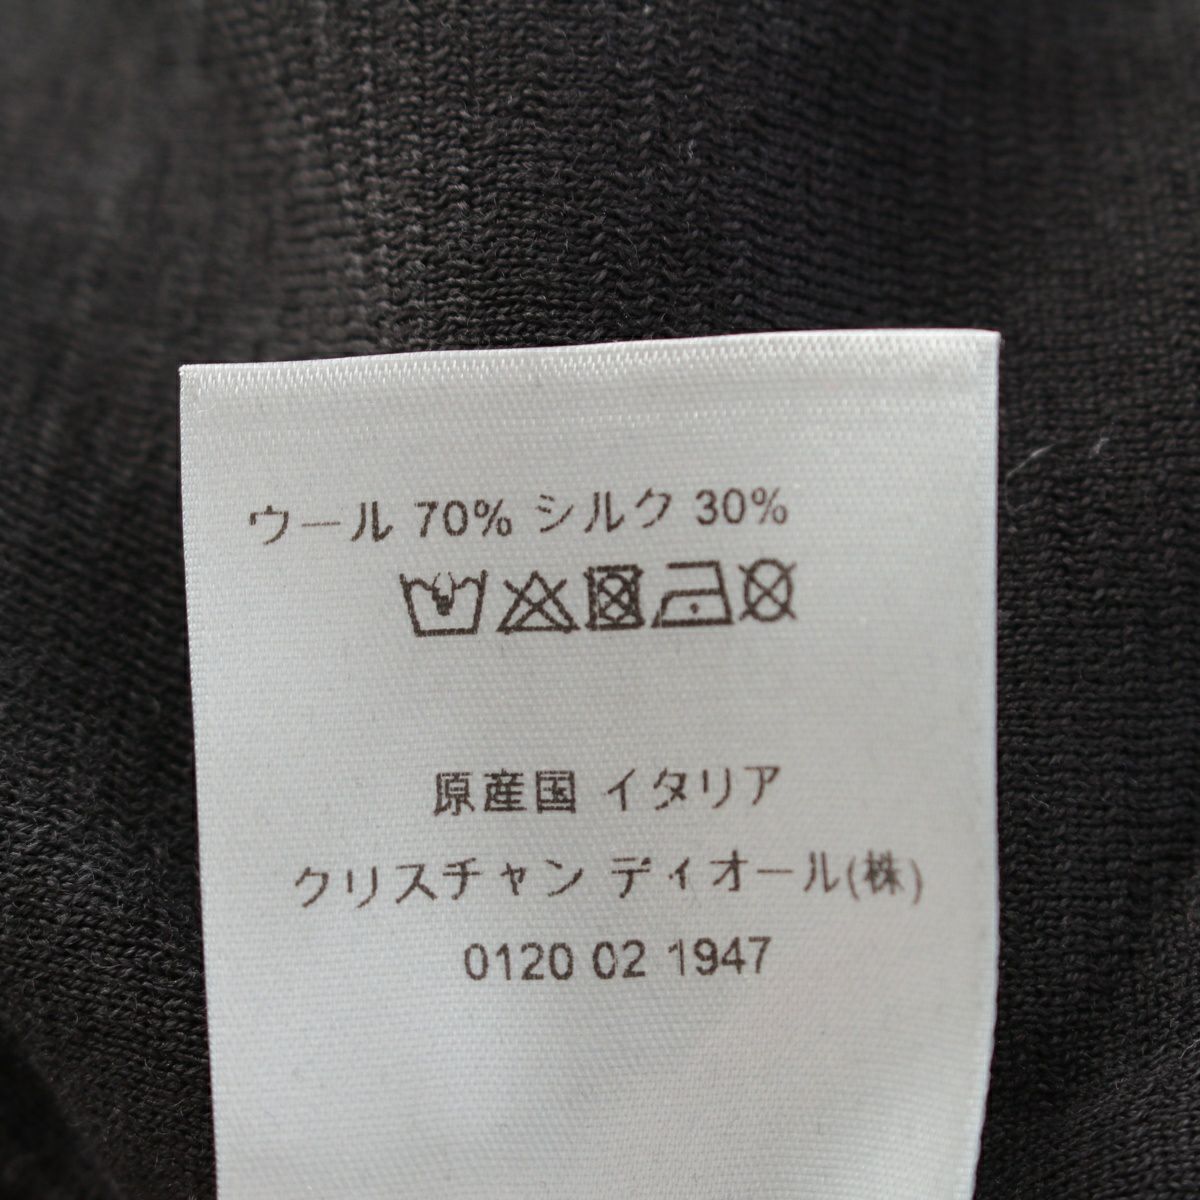 ウール 70% シルク 30%
原産国 イタリア
クリスチャン ディオール(株)
0120 02 1947